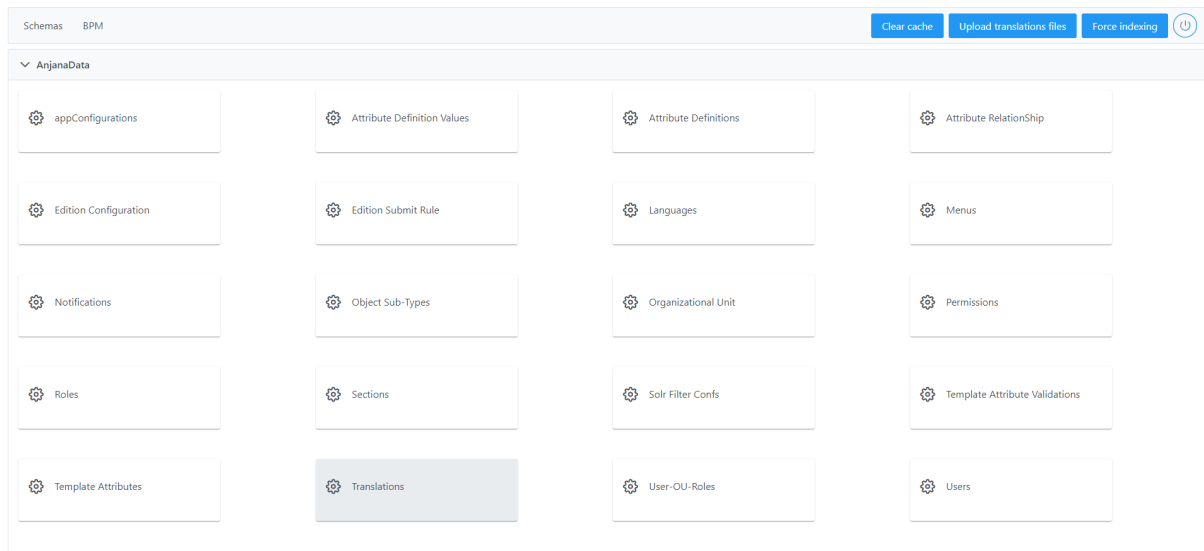 Schemas BPM Clear cache Upload translations files Force indexing
AnjanaData
appConfigurations Attribute Definition Values Attribute Definitions Attribute RelationShip
Edition Configuration Edition Submit Rule Languages Menus
Notifications Object Sub-Types Organizational Unit Permissions
Roles Sections Solr Filter Confs Template Attribute Validations
Template Attributes Translations User-OU-Roles Users